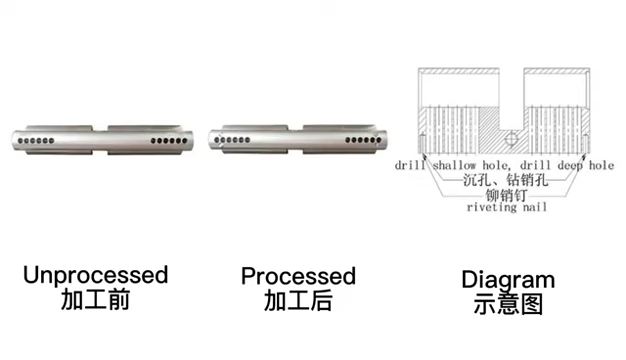 drill shallow hole, drill deep hole
沉孔、钻销孔
铆销钉
riveting nail
Unprocessed
加工前
Processed
加工后
Diagram
示意图